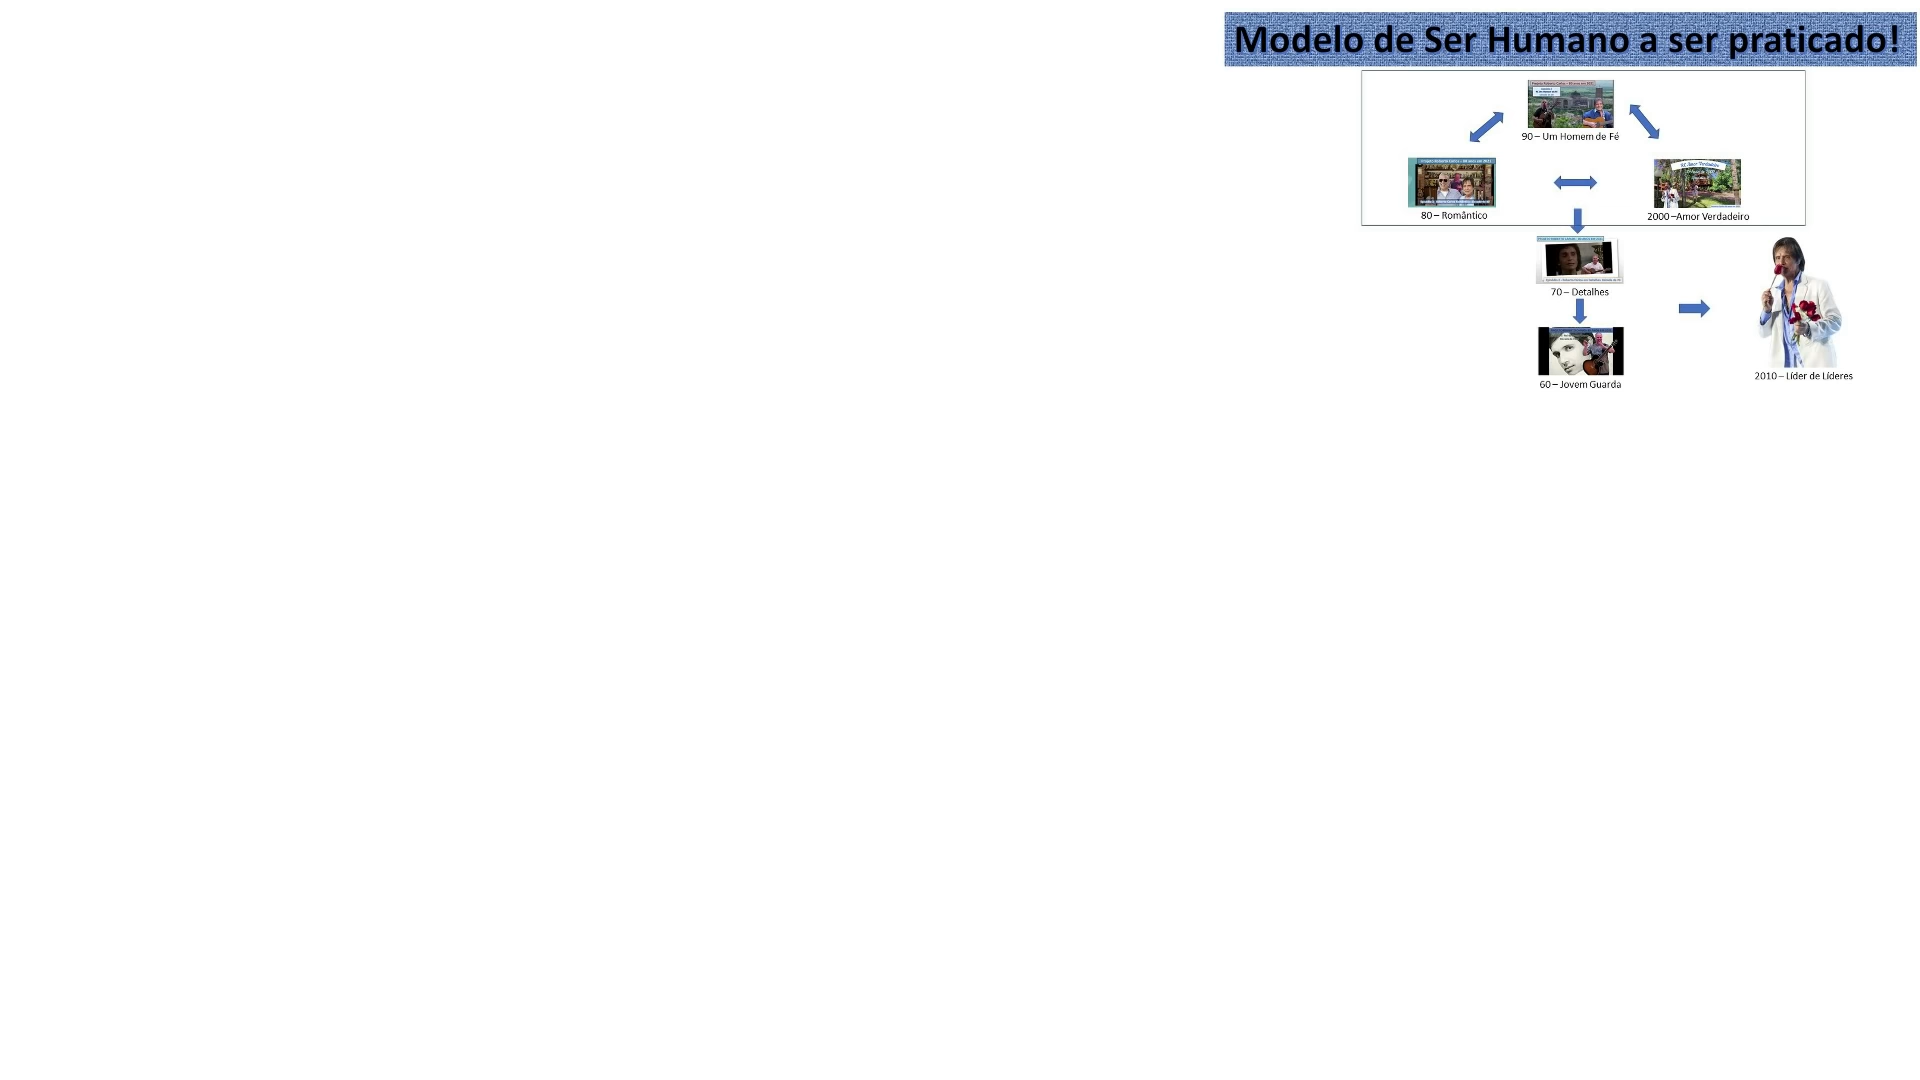 Modelo de Ser Humano a ser praticado!
90 – Um Homem de Fé
80 – Romântico
2000 –Amor Verdadeiro
70 – Detalhes
60 – Jovem Guarda
2010 – Líder de Líderes